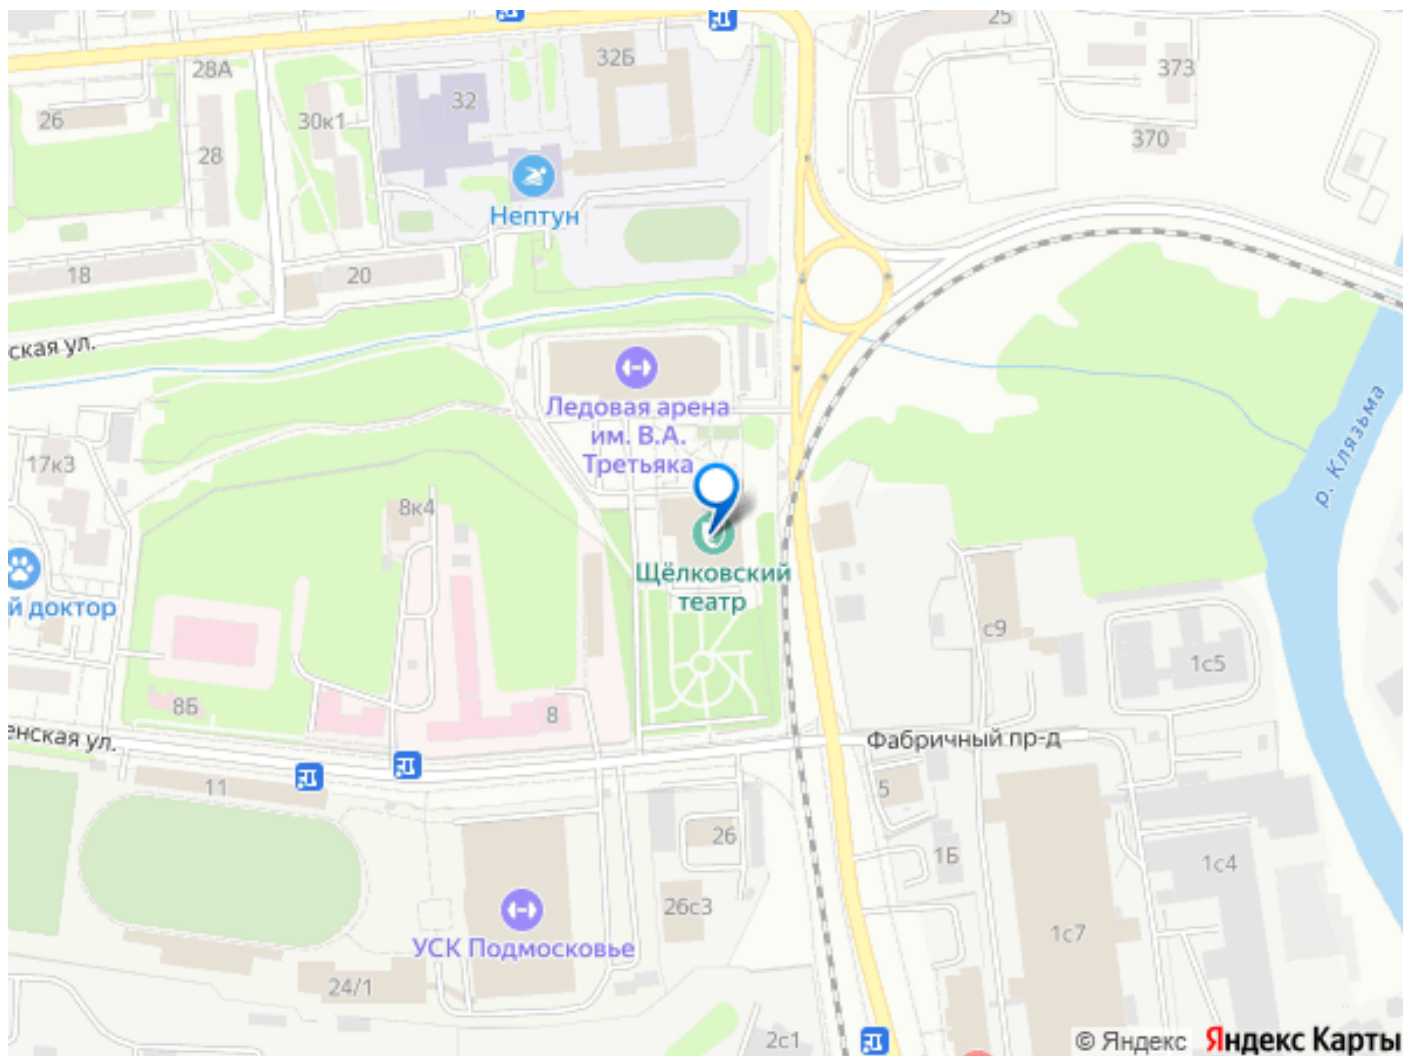 25
32Б
28А
373
32
26
30к1
370
28
Нептун
18
20
ская ул.
Ледовая арена
им. В.А.
Третьяка
р. Клязьма
17к3
8к4
Щёлковский
театр
й доктор
с9
1с5
8Б
8
енская ул.
Фабричный пр-д
11
5
26
1Б
1с4
26с3
1с7
УСК Подмосковье
24/1
2с1
© Яндекс Яндекс Карты